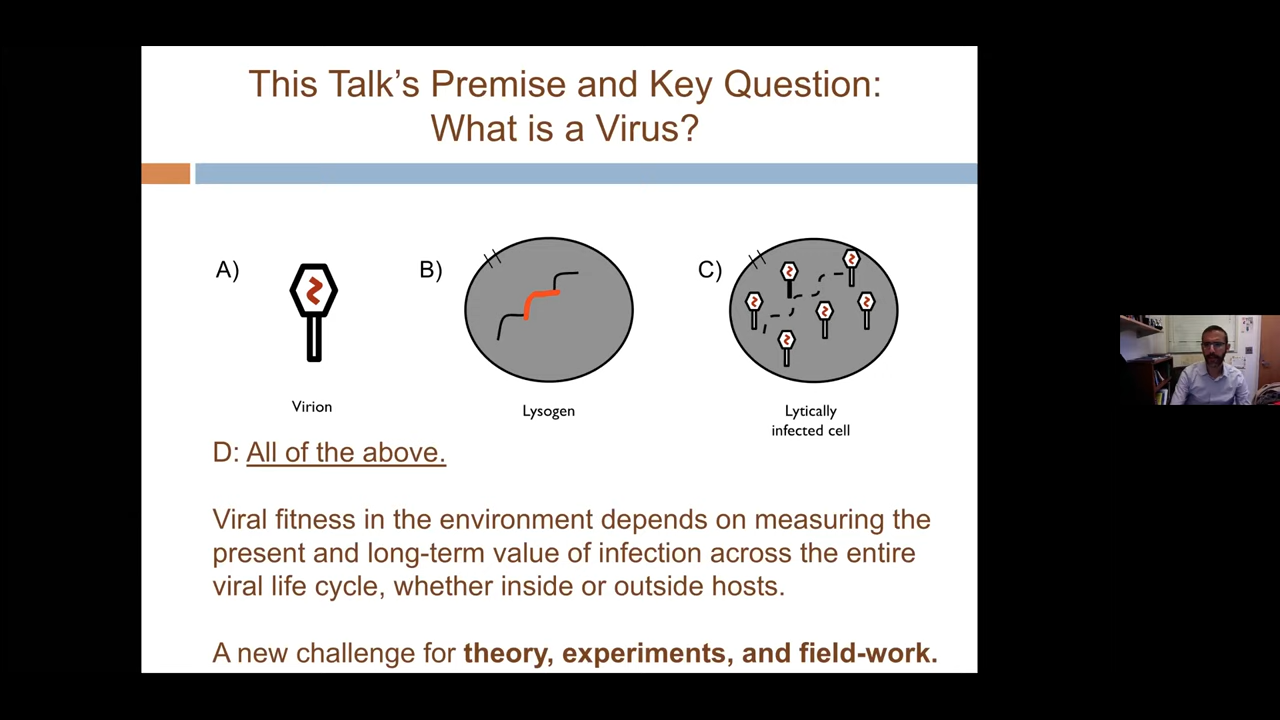 This Talk's Premise and Key Question:
What is a Virus?
A)
B)
C)
Virion
Lysogen
Lytically
infected cell
D: All of the above.
Viral fitness in the environment depends on measuring the
present and long-term value of infection across the entire
viral life cycle, whether inside or outside hosts.
A new challenge for theory, experiments, and field-work.